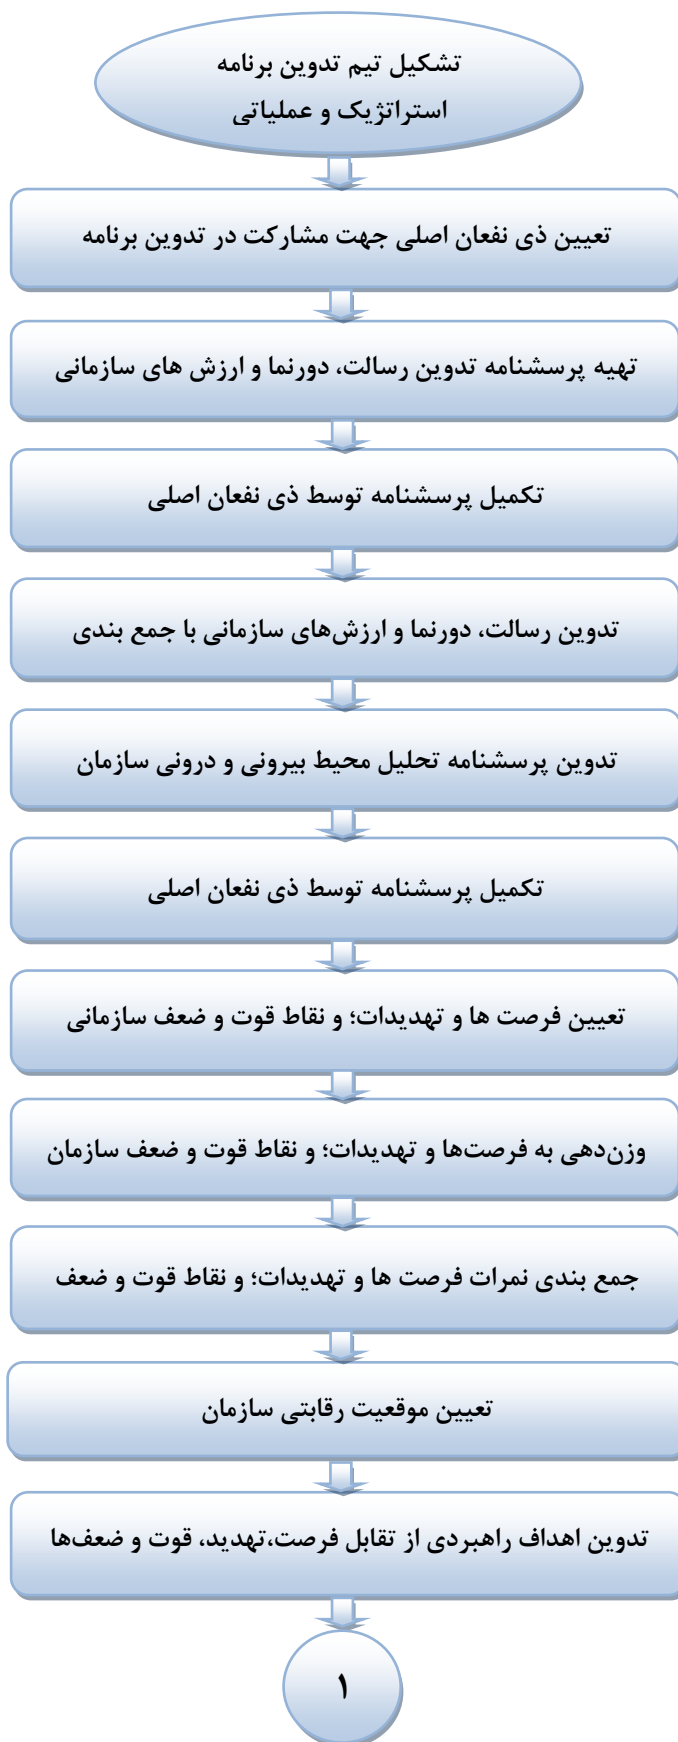 تشکیل تیم تدوین برنامه
استراتژیک و عملیاتی
تعیین ذی نفعان اصلی جهت مشارکت در تدوین برنامه
تهیه پرسشنامه تدوین رسالت، دورنما و ارزش های سازمانی
تکمیل پرسشنامه توسط ذی نفعان اصلی
تدوین رسالت، دورنما و ارزش‌های سازمانی با جمع بندی
تدوین پرسشنامه تحلیل محیط بیرونی و درونی سازمان
تکمیل پرسشنامه توسط ذی نفعان اصلی
تعیین فرصت ها و تهدیدات؛ و نقاط قوت و ضعف سازمانی
وزن‌دهی به فرصت‌ها و تهدیدات؛ و نقاط قوت و ضعف سازمان
جمع بندی نمرات فرصت ها و تهدیدات؛ و نقاط قوت و ضعف
تعیین موقعیت رقابتی سازمان
تدوین اهداف راهبردی از تقابل فرصت،تهدید، قوت و ضعف‌ها
۱